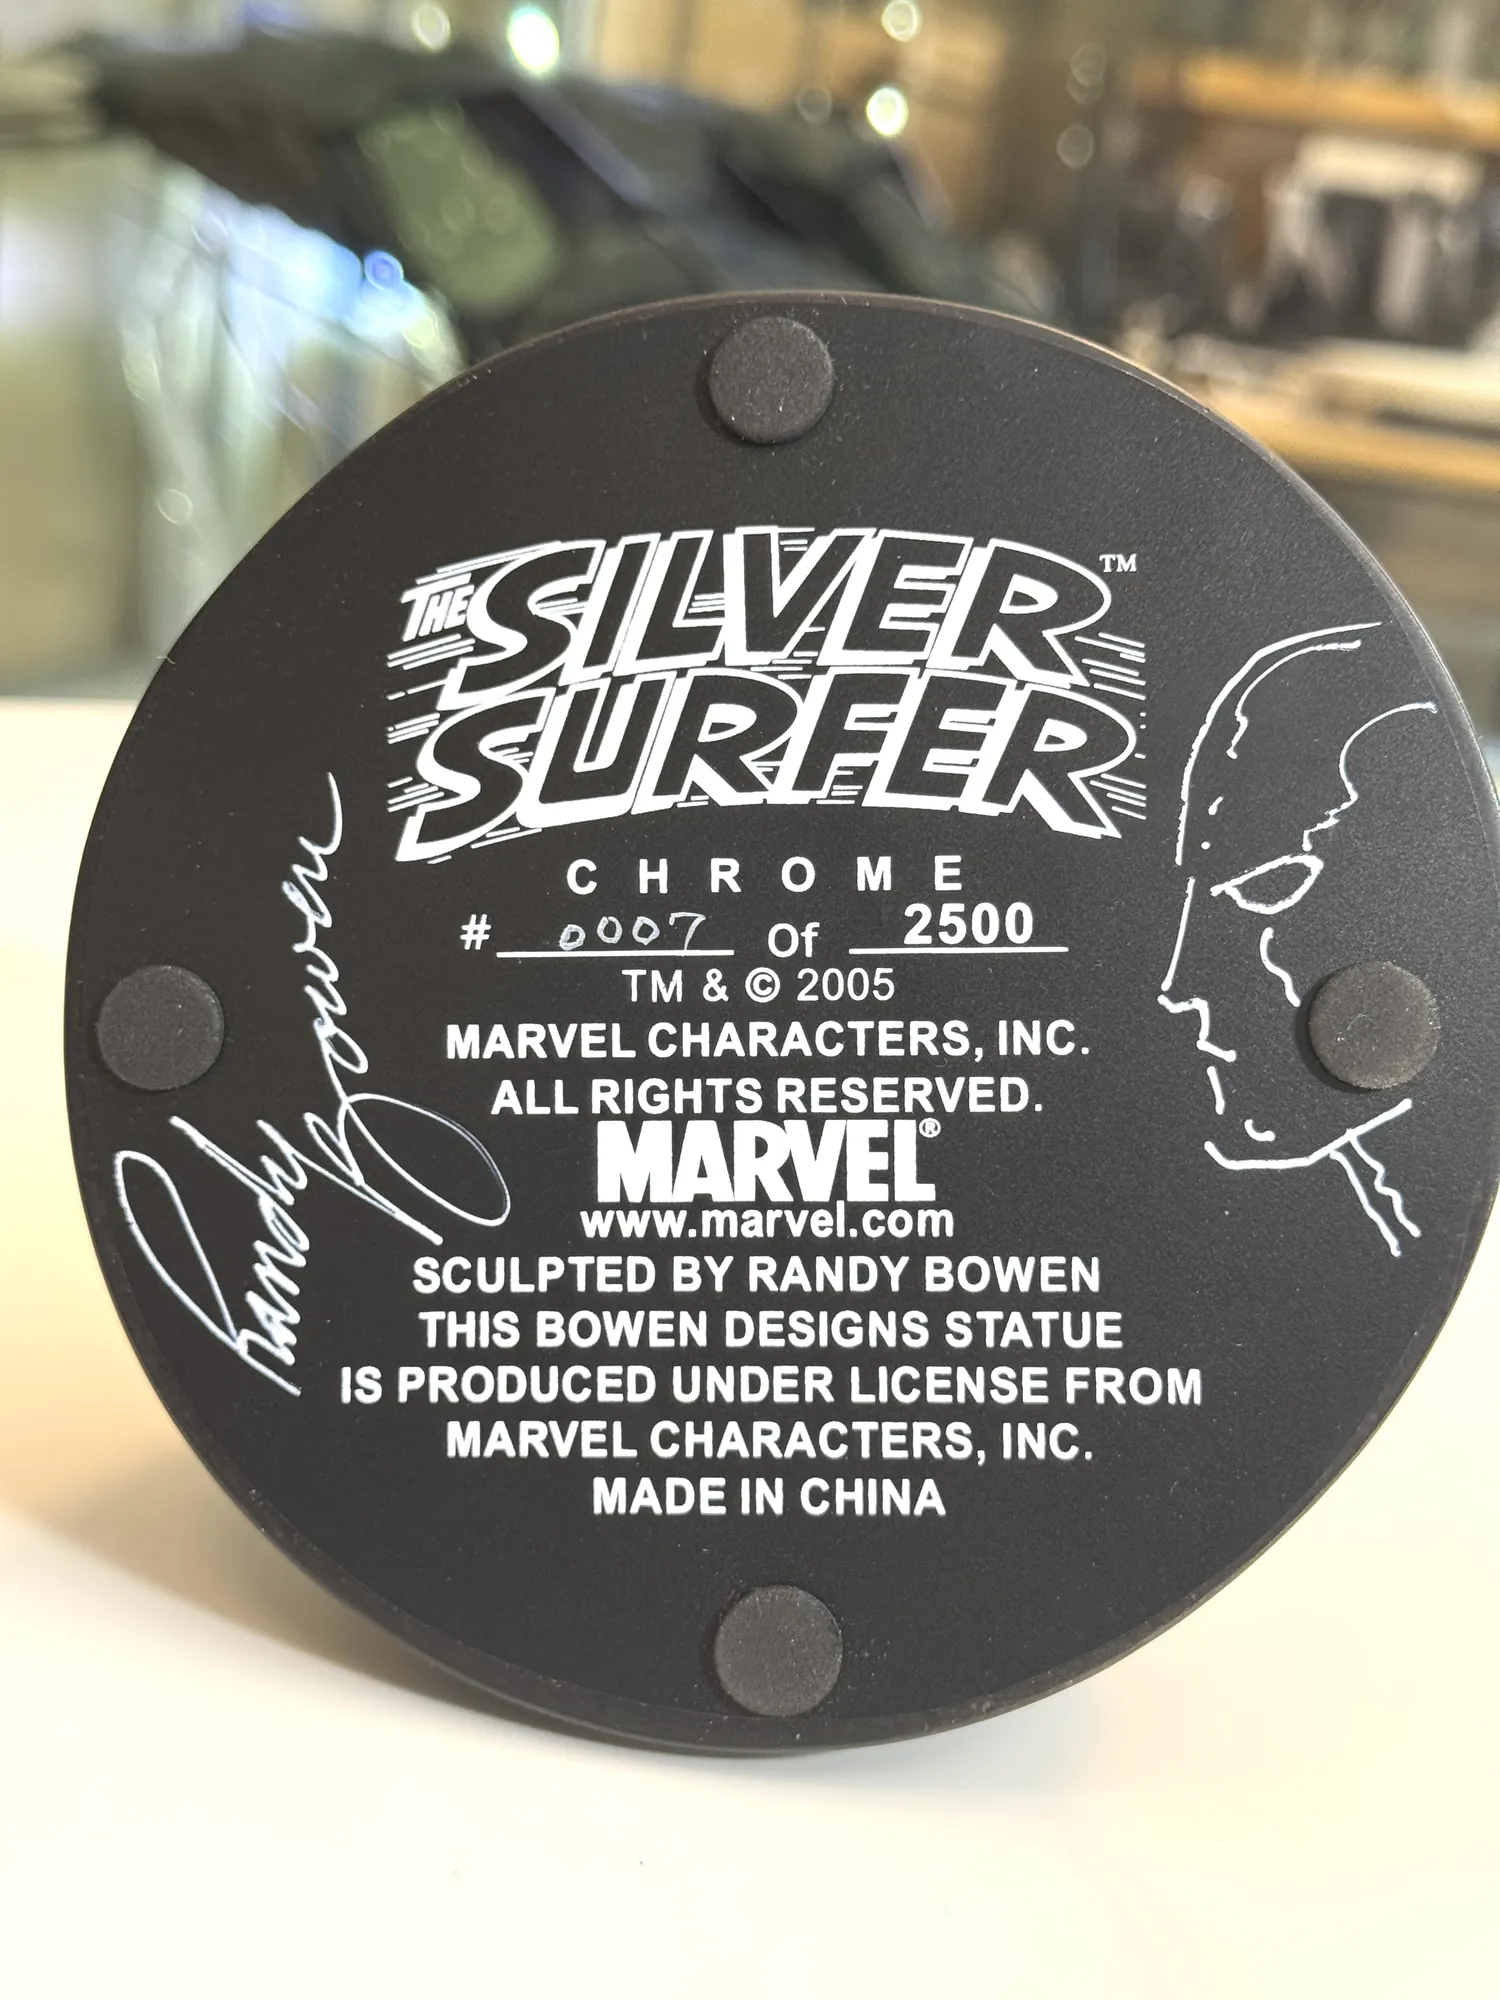 THE SILVER SURFER™
CHROME
# 0007 Of 2500
TM & © 2005
MARVEL CHARACTERS, INC.
ALL RIGHTS RESERVED.
MARVEL®
www.marvel.com
SCULPTED BY RANDY BOWEN
THIS BOWEN DESIGNS STATUE
IS PRODUCED UNDER LICENSE FROM
MARVEL CHARACTERS, INC.
MADE IN CHINA
Randy Bowen